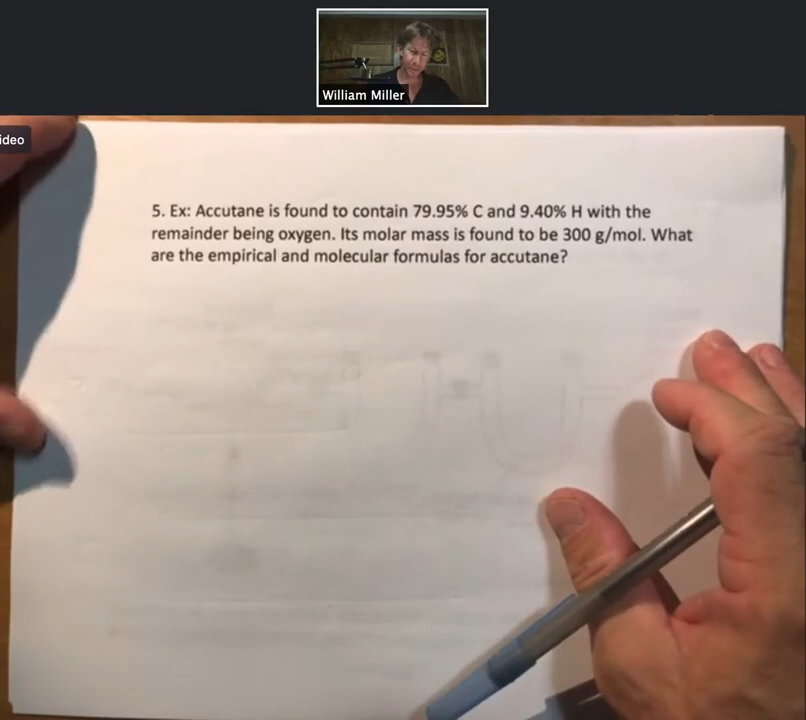 William Miller
ideo
5. Ex: Accutane is found to contain 79.95% C and 9.40% H with the
remainder being oxygen. Its molar mass is found to be 300 g/mol. What
are the empirical and molecular formulas for accutane?